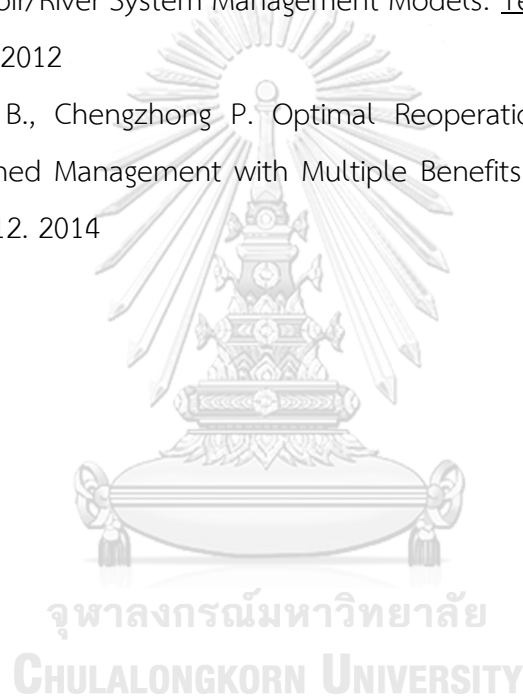 oir/River System Management Models. Te
2012
B., Chengzhong P. Optimal Reoperatio
ned Management with Multiple Benefits
12. 2014
จุฬาลงกรณ์มหาวิทยาลัย
CHULALONGKORN UNIVERSITY